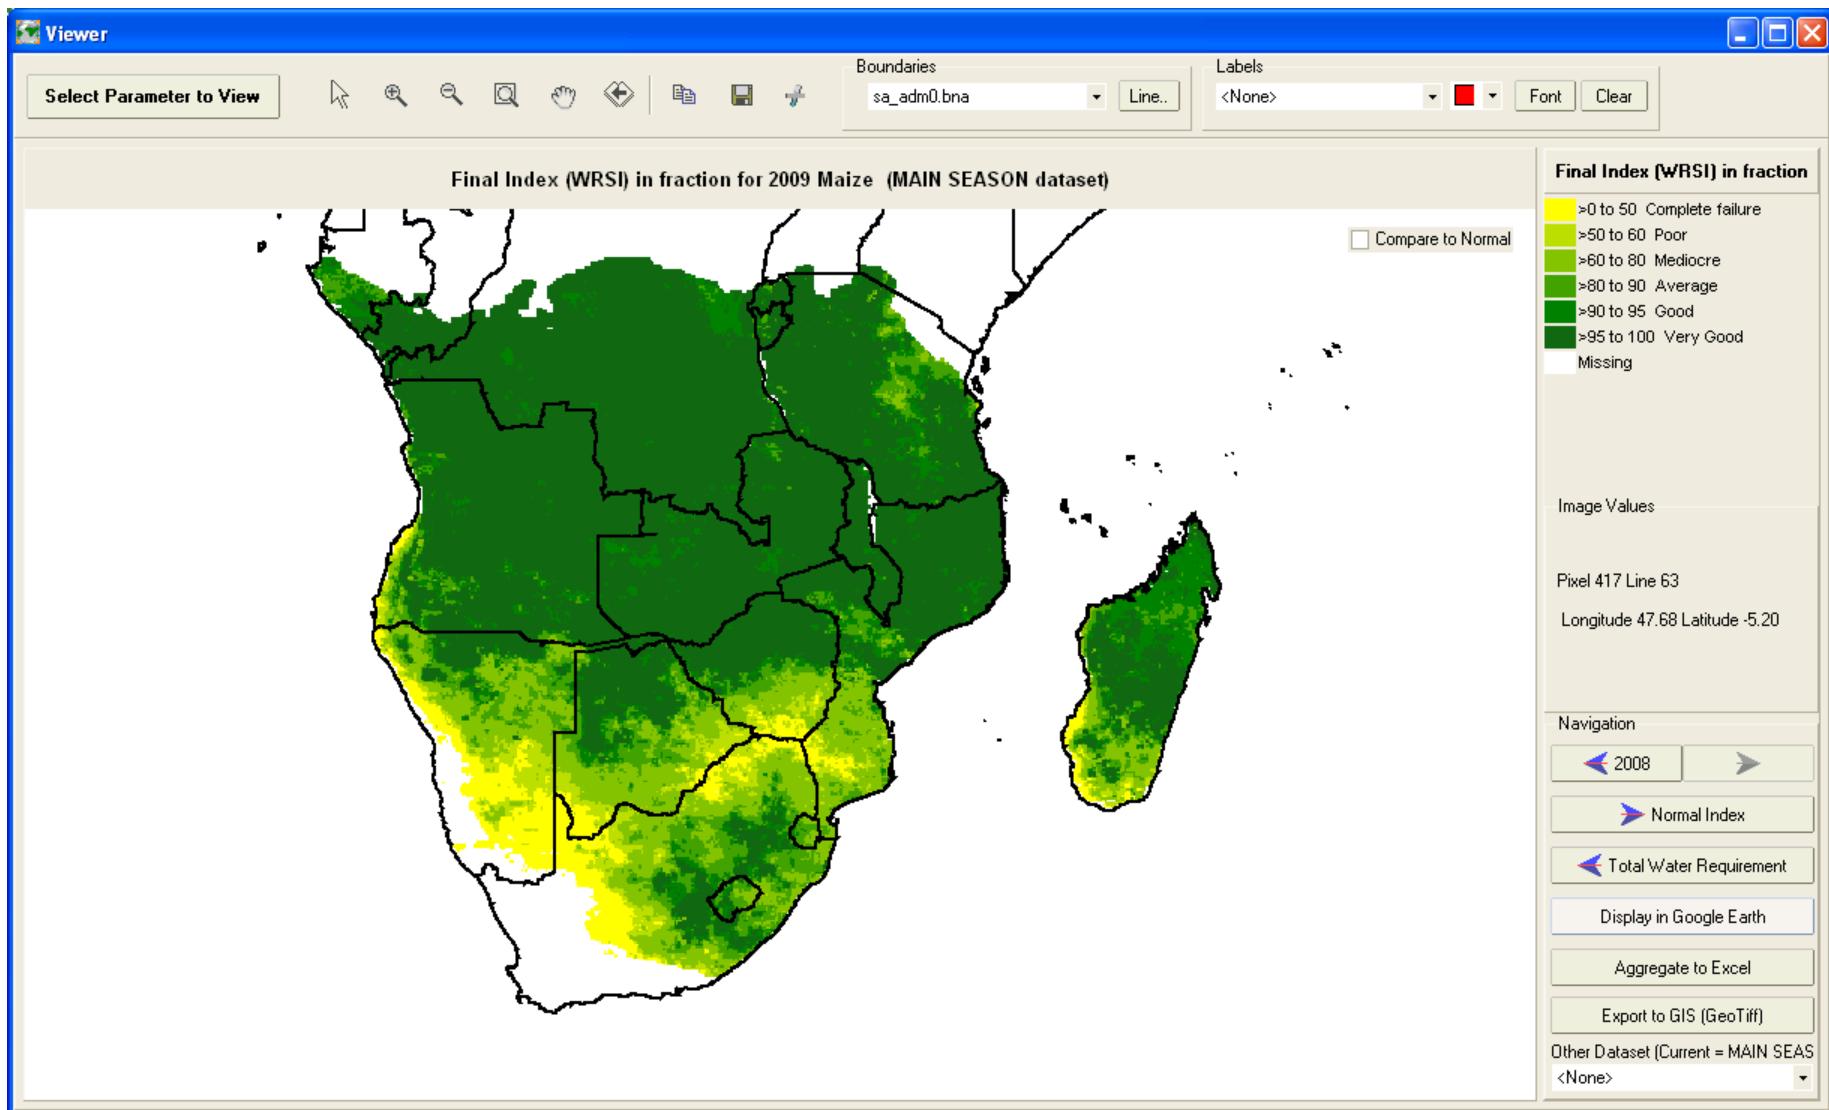 Viewer
Select Parameter to View
Boundaries
sa_adm0.bna
Line..
Labels
<None>
Font
Clear
Final Index (WRSI) in fraction for 2009 Maize (MAIN SEASON dataset)
Compare to Normal
Final Index (WRSI) in fraction
>0 to 50 Complete failure
>50 to 60 Poor
>60 to 80 Mediocre
>80 to 90 Average
>90 to 95 Good
>95 to 100 Very Good
Missing
Image Values
Pixel 417 Line 63
Longitude 47.68 Latitude -5.20
Navigation
2008
Normal Index
Total Water Requirement
Display in Google Earth
Aggregate to Excel
Export to GIS (GeoTiff)
Other Dataset (Current = MAIN SEAS
<None>